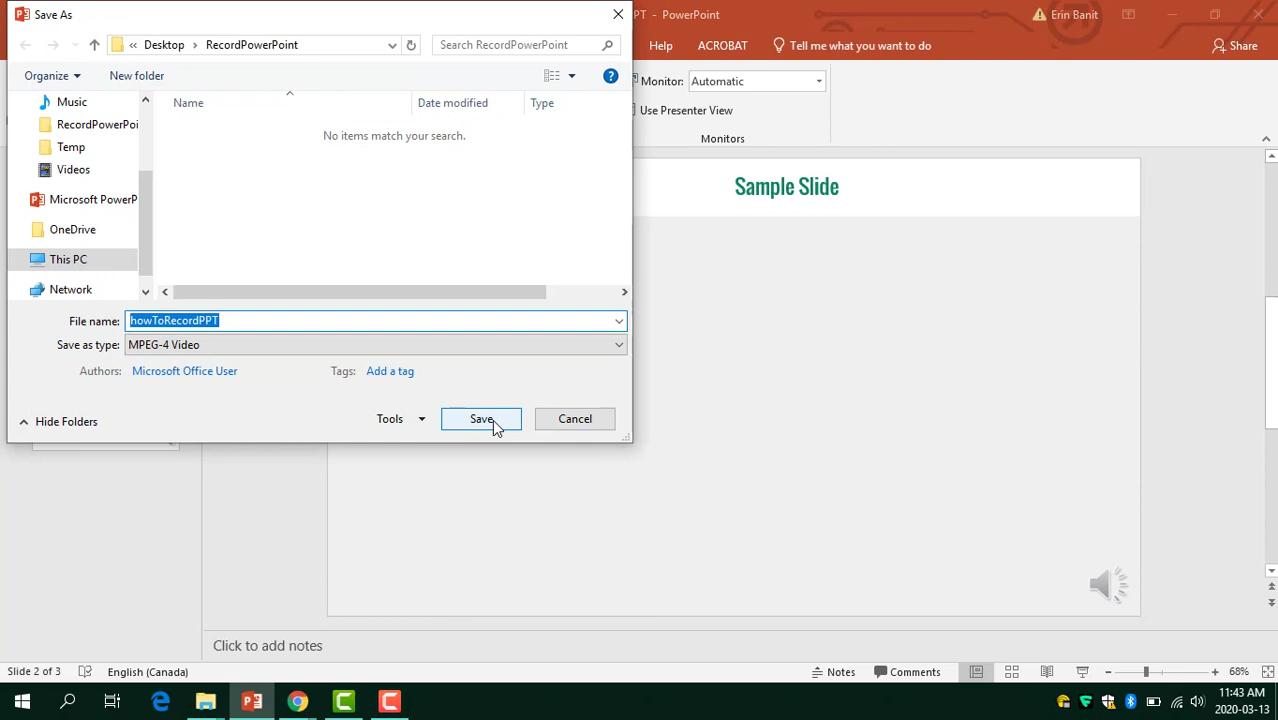 Save As
PT - PowerPoint
Erin Banit
Desktop
RecordPowerPoint
Search RecordPowerPoint
Help
ACROBAT
Tell me what you want to do
Share
Organize
New folder
Monitor:
Automatic
Use Presenter View
Monitors
Music
RecordPowerPoi
Temp
Videos
Microsoft PowerP
OneDrive
This PC
Network
Name
Date modified
Type
No items match your search.
Sample Slide
File name:
howToRecordPPT
Save as type:
MPEG-4 Video
Authors:
Microsoft Office User
Tags:
Add a tag
Hide Folders
Tools
Save
Cancel
Click to add notes
Slide 2 of 3
English (Canada)
Notes
Comments
68%
11:43 AM
2020-03-13